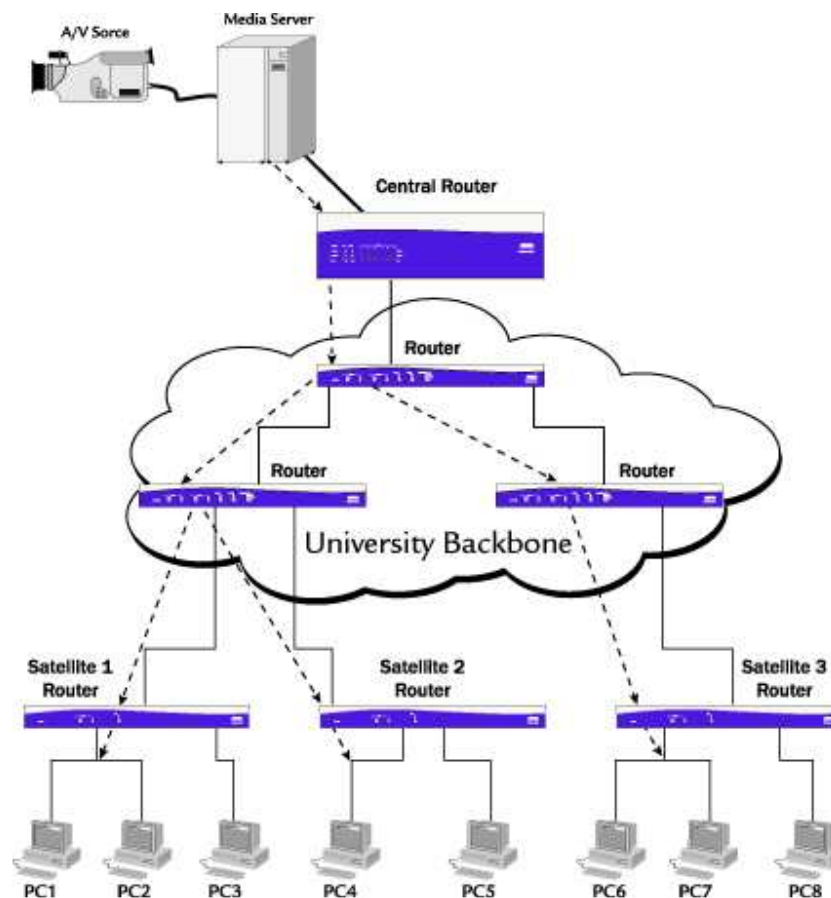 Media Server
A/V Sorce
Central Router
Router
Router
Router
University Backbone
Satellite 1
Router
Satellite 2
Router
Satellite 3
Router
PC1
PC2
PC3
PC4
PC5
PC6
PC7
PC8